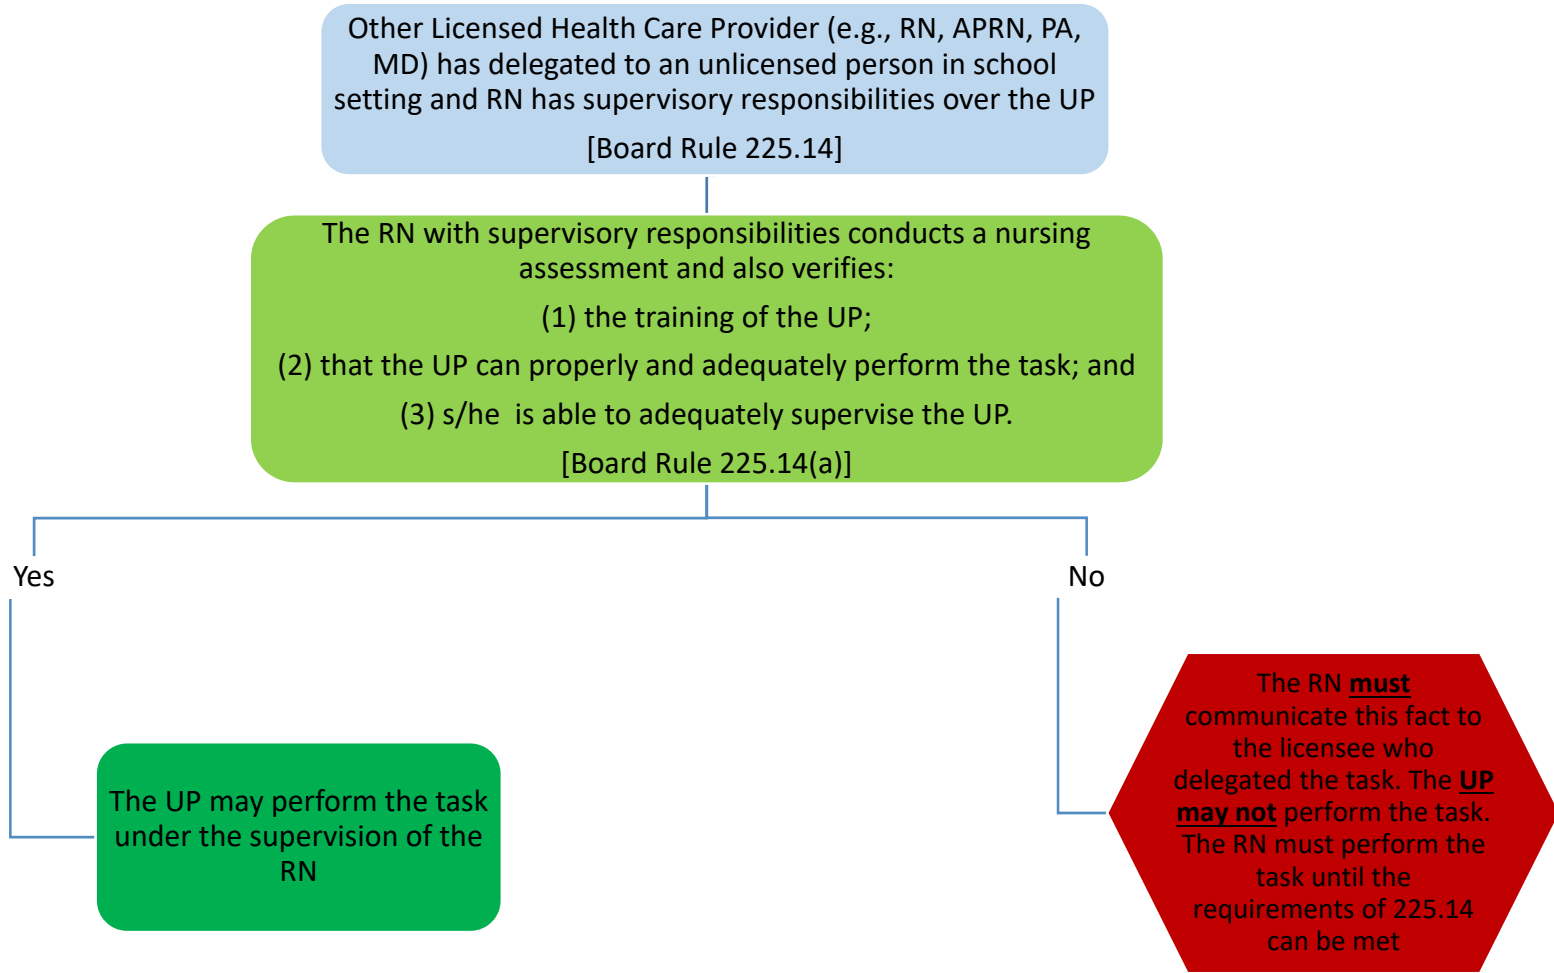 Other Licensed Health Care Provider (e.g., RN, APRN, PA,
MD) has delegated to an unlicensed person in school
setting and RN has supervisory responsibilities over the UP
[Board Rule 225.14]
The RN with supervisory responsibilities conducts a nursing
assessment and also verifies:
(1) the training of the UP;
(2) that the UP can properly and adequately perform the task; and
(3) s/he  is able to adequately supervise the UP.
[Board Rule 225.14(a)]
Yes
No
The UP may perform the task
under the supervision of the
RN
The RN must
communicate this fact to
the licensee who
delegated the task. The UP
may not perform the task.
The RN must perform the
task until the
requirements of 225.14
can be met